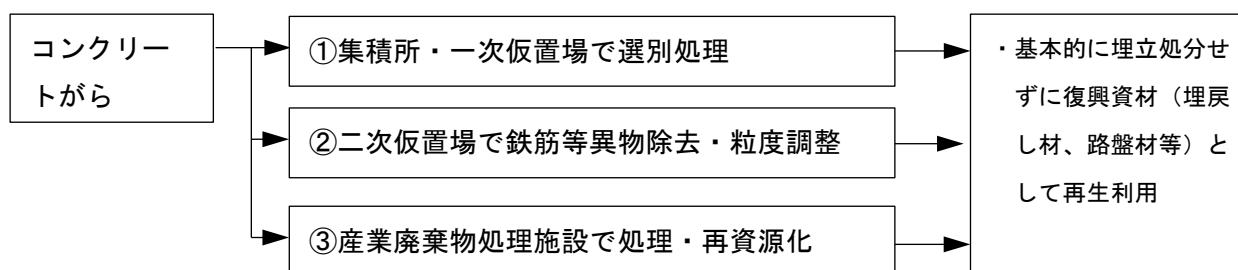 コンクリー
トがら
①集積所・一次仮置場で選別処理
②二次仮置場で鉄筋等異物除去・粒度調整
③産業廃棄物処理施設で処理・再資源化
・基本的に埋立処分せ
ずに復興資材（埋戻
し材、路盤材等）と
して再生利用